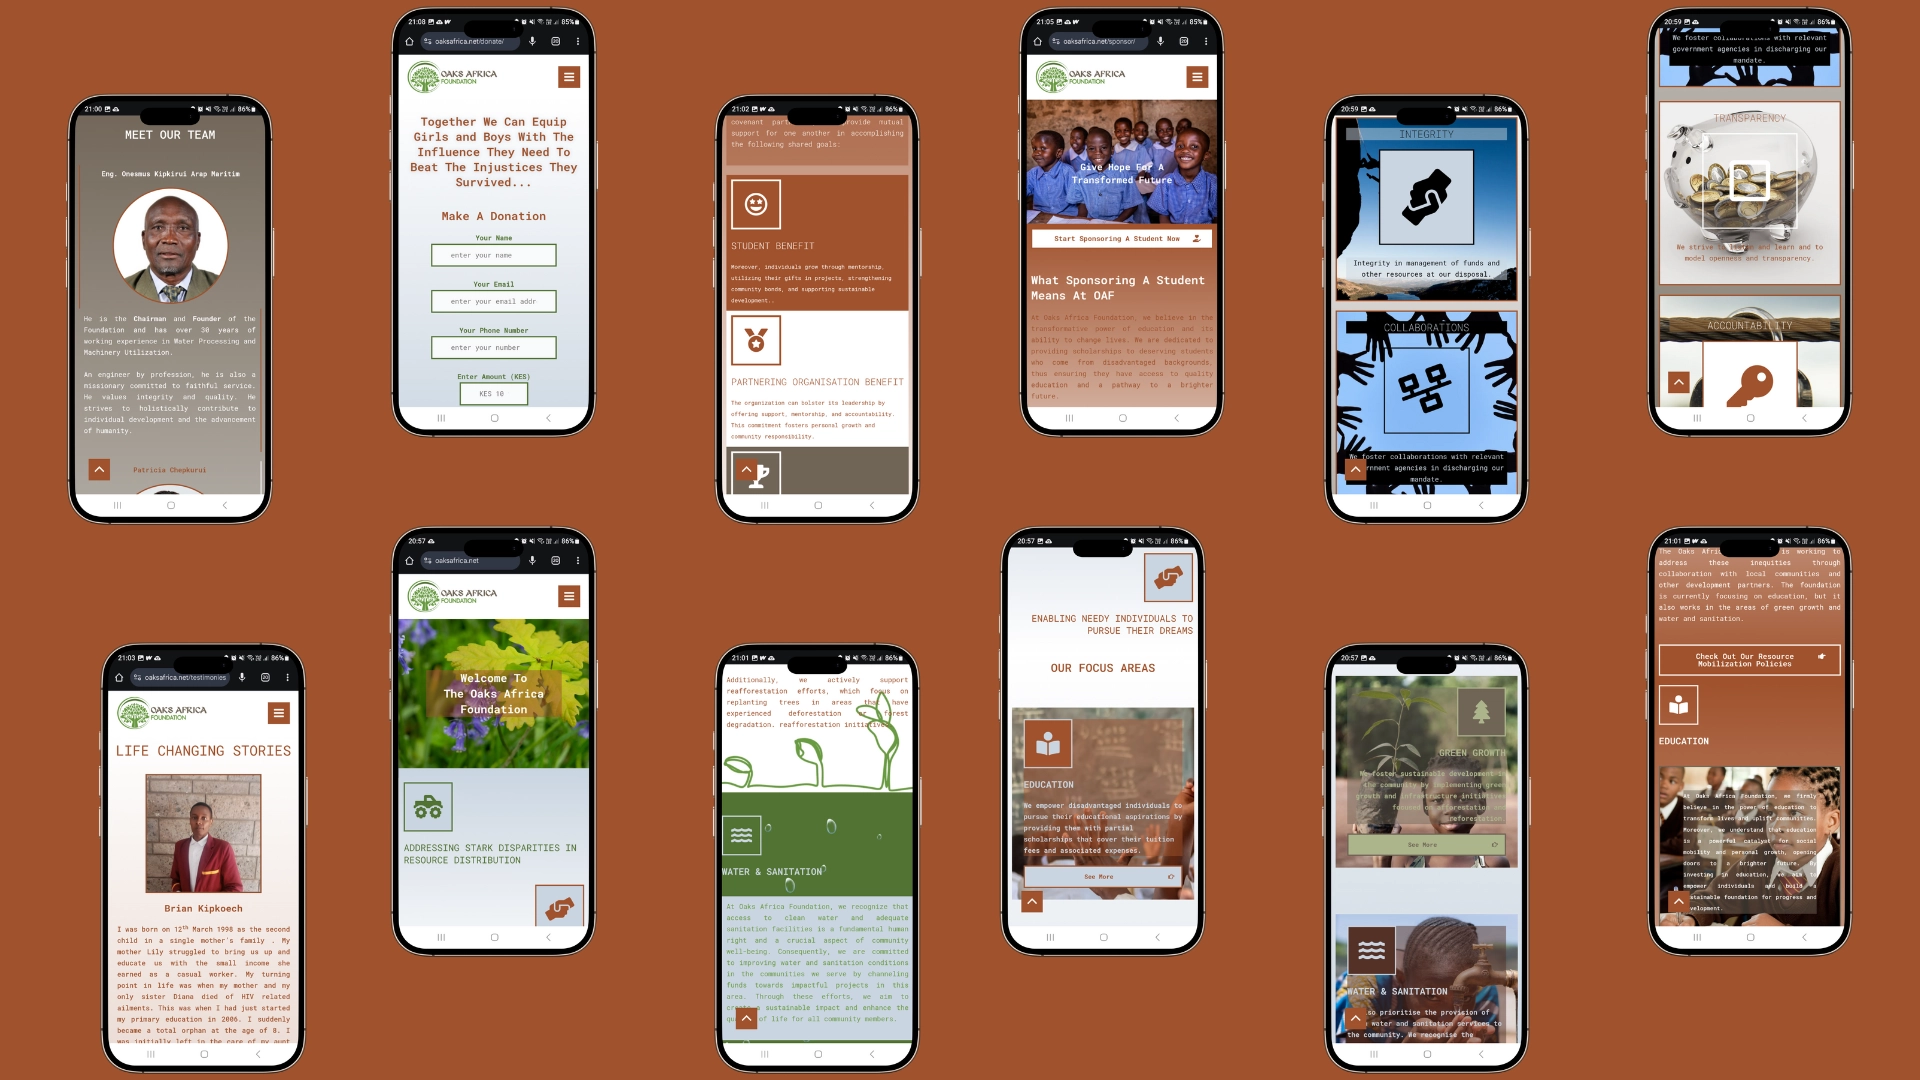 21:00
86%
MEET OUR TEAM
Eng. Onesmus Kipkirui Arap Maritim
He is the Chairman and Founder of the
Foundation and has over 30 years of
working experience in Water Processing and
Machinery Utilization.
An engineer by profession, he is also a
missionary committed to faithful service.
He values integrity and quality. He
strives to holistically contribute to
individual development and the advancement
of humanity.
Patricia Chepkurui
21:08
85%
oaksafrica.net/donate/
OAKS AFRICA
FOUNDATION
Together We Can Equip
Girls and Boys With The
Influence They Need To
Beat The Injustices They
Survived...
Make A Donation
Your Name
enter your name
Your Email
enter your email addr
Your Phone Number
enter your number
Enter Amount (KES)
KES 10
21:02
86%
covenant provide mutual
support for one another in accomplishing
the following shared goals:
STUDENT BENEFIT
Moreover, individuals grow through mentorship,
utilizing their gifts in projects, strengthening
community bonds, and supporting sustainable
development..
PARTNERING ORGANISATION BENEFIT
The organization can bolster its leadership by
offering support, mentorship, and accountability.
This commitment fosters personal growth and
community responsibility.
21:05
85%
oaksafrica.net/sponsor/
OAKS AFRICA
FOUNDATION
Give Hope For A
Transformed Future
Start Sponsoring A Student Now
What Sponsoring A Student
Means At OAF
At Oaks Africa Foundation, we believe in the
transformative power of education and its
ability to change lives. We are dedicated to
providing scholarships to deserving students
who come from disadvantaged backgrounds,
thus ensuring they have access to quality
education and a pathway to a brighter
future.
20:59
86%
INTEGRITY
Integrity in management of funds and
other resources at our disposal.
COLLABORATIONS
We foster collaborations with relevant
government agencies in discharging our
mandate.
20:59
86%
We foster collaborations with relevant
government agencies in discharging our
mandate.
TRANSPARENCY
We strive to listen and learn and to
model openness and transparency.
ACCOUNTABILITY
21:03
86%
oaksafrica.net/testimonies
OAKS AFRICA
FOUNDATION
LIFE CHANGING STORIES
Brian Kipkoech
I was born on 12th March 1998 as the second
child in a single mother's family . My
mother Lily struggled to bring us up and
educate us with the small income she
earned as a casual worker. My turning
point in life was when my mother and my
only sister Diana died of HIV related
ailments. This was when I had just started
my primary education in 2006. I suddenly
became a total orphan at the age of 8. I
was initially left in the care of my aunt
20:57
86%
oaksafrica.net
OAKS AFRICA
FOUNDATION
Welcome To
The Oaks Africa
Foundation
ADDRESSING STARK DISPARITIES IN
RESOURCE DISTRIBUTION
21:01
86%
Additionally, we actively support
reafforestation efforts, which focus on
replanting trees in areas that have
experienced deforestation or forest
degradation. reafforestation initiatives
WATER & SANITATION
At Oaks Africa Foundation, we recognize that
access to clean water and adequate
sanitation facilities is a fundamental human
right and a crucial aspect of community
well-being. Consequently, we are committed
to improving water and sanitation conditions
in the communities we serve by channeling
funds towards impactful projects in this
area. Through these efforts, we aim to
create a sustainable impact and enhance the
quality of life for all community members.
20:57
86%
ENABLING NEEDY INDIVIDUALS TO
PURSUE THEIR DREAMS
OUR FOCUS AREAS
EDUCATION
We empower disadvantaged individuals to
pursue their educational aspirations by
providing them with partial
scholarships that cover their tuition
fees and associated expenses.
See More
20:57
86%
GREEN GROWTH
We foster sustainable development in
the community by implementing green
growth and infrastructure initiatives
focused on afforestation and
reforestation.
See More
WATER & SANITATION
also prioritise the provision of
water and sanitation services to
the community. We recognise the
21:01
86%
The Oaks is working to
address these inequities through
collaboration with local communities and
other development partners. The foundation
is currently focusing on education, but it
also works in the areas of green growth and
water and sanitation.
Check Out Our Resource
Mobilization Policies
EDUCATION
At Oaks Africa Foundation, we firmly
believe in the power of education to
transform lives and uplift communities.
Moreover, we understand that education
is a powerful catalyst for social
mobility and personal growth, opening
doors to a brighter future. By
investing in education, we aim to
empower individuals and build a
sustainable foundation for progress and
development.